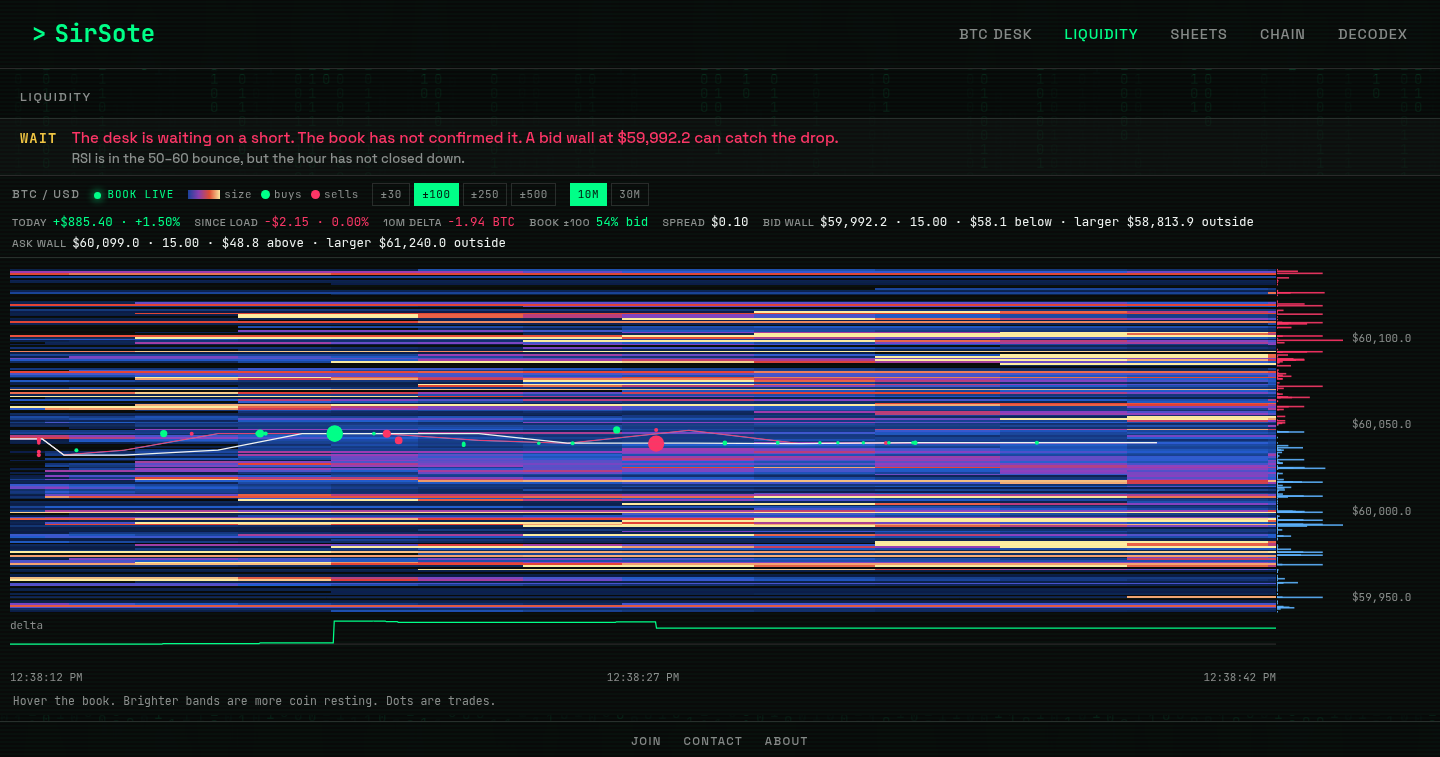 > SirSote
BTC DESK LIQUIDITY SHEETS CHAIN DECODEX
LIQUIDITY
WAIT The desk is waiting on a short. The book has not confirmed it. A bid wall at $59,992.2 can catch the drop.
RSI is in the 50–60 bounce, but the hour has not closed down.
BTC / USD BOOK LIVE size buys sells ±30 ±100 ±250 ±500 10M 30M
TODAY +$885.40 · +1.50% SINCE LOAD -$2.15 · 0.00% 10M DELTA -1.94 BTC BOOK ±100 54% bid SPREAD $0.10 BID WALL $59,992.2 · 15.00 · $58.1 below · larger $58,813.9 outside
ASK WALL $60,099.0 · 15.00 · $48.8 above · larger $61,240.0 outside
$60,100.0
$60,050.0
$60,000.0
$59,950.0
delta
12:38:12 PM 12:38:27 PM 12:38:42 PM
Hover the book. Brighter bands are more coin resting. Dots are trades.
JOIN CONTACT ABOUT